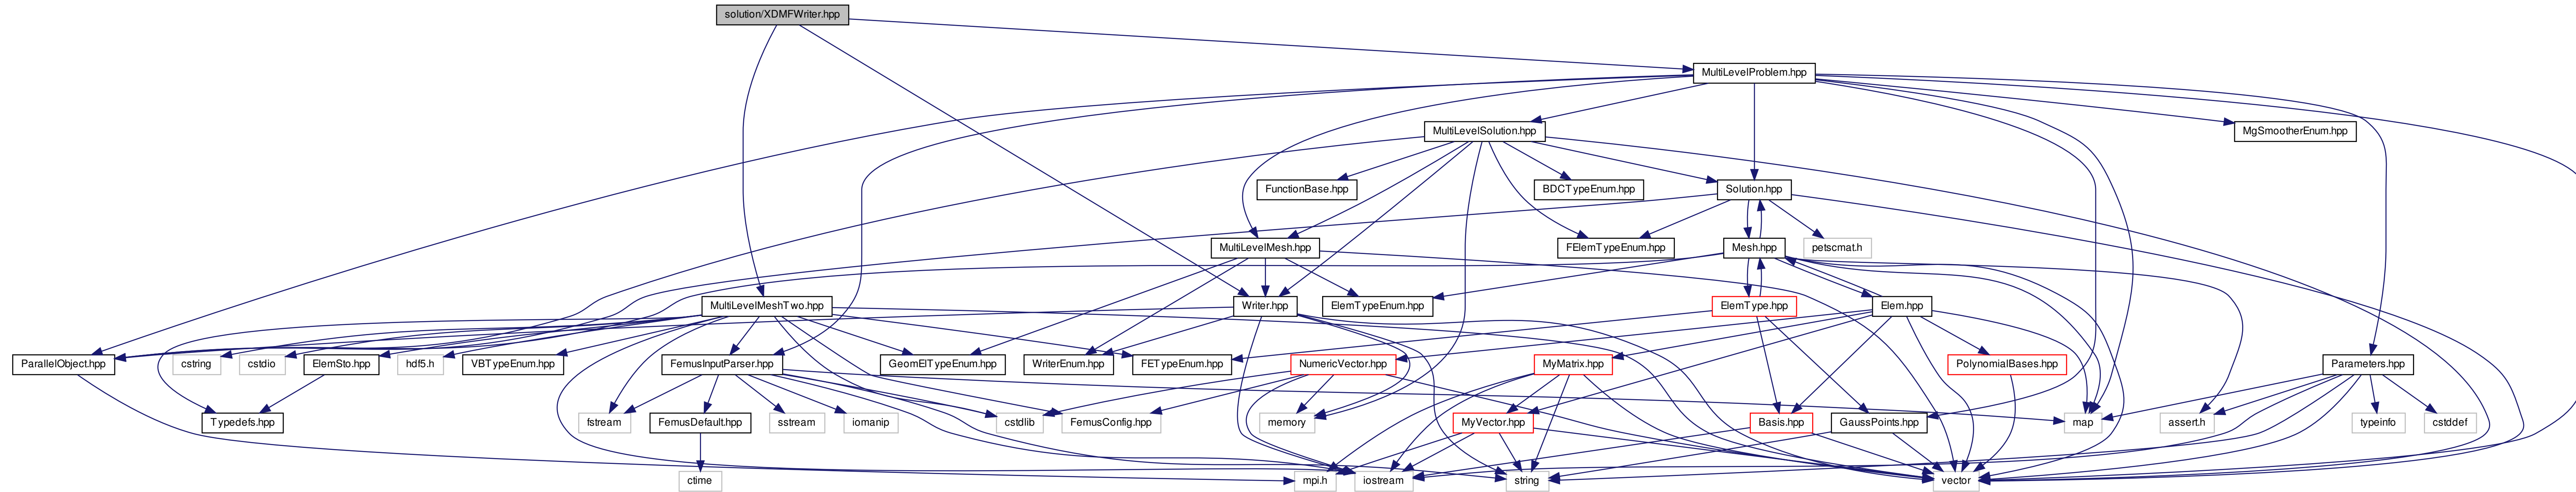 solution/XDMFWriter.hpp
MultiLevelProblem.hpp
MultiLevelSolution.hpp
MgSmootherEnum.hpp
FunctionBase.hpp
BDCTypeEnum.hpp
Solution.hpp
MultiLevelMesh.hpp
FElemTypeEnum.hpp
Mesh.hpp
petscmat.h
MultiLevelMeshTwo.hpp
Writer.hpp
ElemTypeEnum.hpp
ElemType.hpp
Elem.hpp
ParallelObject.hpp
cstring
cstdio
ElemSto.hpp
hdf5.h
VBTypeEnum.hpp
FemusInputParser.hpp
GeomElTypeEnum.hpp
WriterEnum.hpp
FETypeEnum.hpp
NumericVector.hpp
MyMatrix.hpp
PolynomialBases.hpp
Parameters.hpp
Typedefs.hpp
fstream
FemusDefault.hpp
sstream
iomanip
cstdlib
FemusConfig.hpp
memory
MyVector.hpp
Basis.hpp
GaussPoints.hpp
map
assert.h
typeinfo
cstddef
ctime
mpi.h
iostream
string
vector